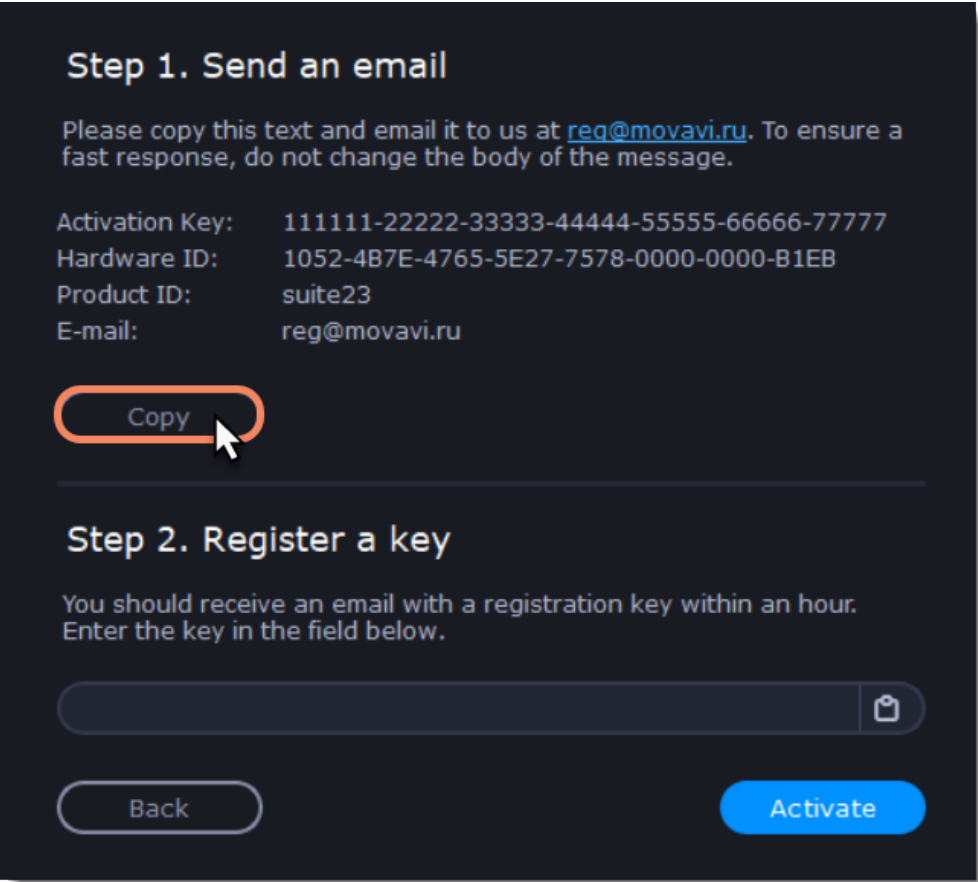 Step 1. Send an email
Please copy this text and email it to us at reg@movavi.ru. To ensure a
fast response, do not change the body of the message.
Activation Key: 111111-22222-33333-44444-55555-66666-77777
Hardware ID: 1052-4B7E-4765-5E27-7578-0000-0000-B1EB
Product ID: suite23
E-mail: reg@movavi.ru
Copy
Step 2. Register a key
You should receive an email with a registration key within an hour.
Enter the key in the field below.
Back Activate